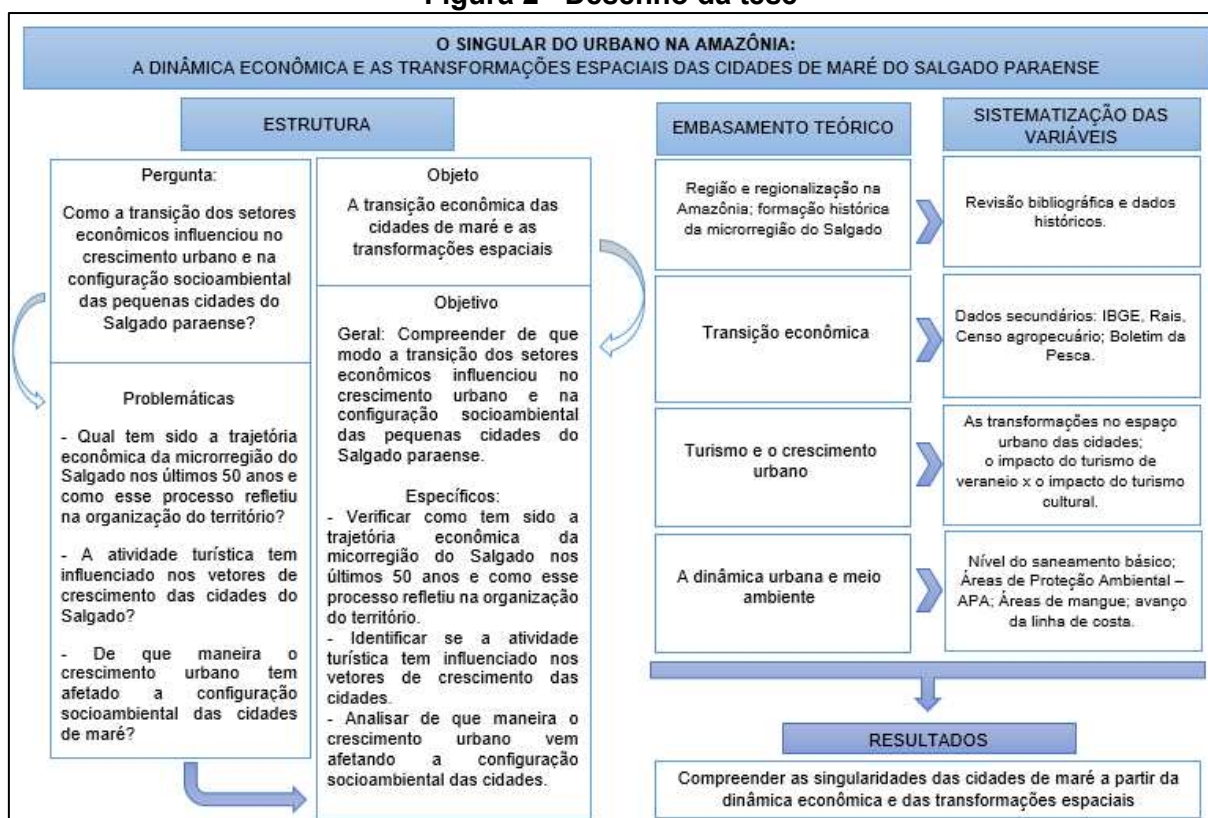 Figura 2 - Desenho da tese
O SINGULAR DO URBANO NA AMAZÔNIA:
A DINÂMICA ECONÔMICA E AS TRANSFORMAÇÕES ESPACIAIS DAS CIDADES DE MARÉ DO SALGADO PARAENSE
ESTRUTURA
Pergunta:
Como a transição dos setores
econômicos influenciou no
crescimento urbano e na
configuração socioambiental
das pequenas cidades do
Salgado paraense?
Problemáticas
- Qual tem sido a trajetória
econômica da microrregião do
Salgado nos últimos 50 anos e
como esse processo refletiu
na organização do território?
- A atividade turística tem
influenciado nos vetores de
crescimento das cidades do
Salgado?
- De que maneira o
crescimento urbano tem
afetado a configuração
socioambiental das cidades
de maré?
Objeto
A transição econômica das
cidades de maré e as
transformações espaciais
Objetivo
Geral: Compreender de que
modo a transição dos setores
econômicos influenciou no
crescimento urbano e na
configuração socioambiental
das pequenas cidades do
Salgado paraense.
Específicos:
- Verificar como tem sido a
trajetória econômica da
micorregião do Salgado nos
últimos 50 anos e como esse
processo refletiu na organização
do território.
- Identificar se a atividade
turística tem influenciado nos
vetores de crescimento das
cidades.
- Analisar de que maneira o
crescimento urbano vem
afetando a configuração
socioambiental das cidades.
EMBASAMENTO TEÓRICO
SISTEMATIZAÇÃO DAS
VARIÁVEIS
Região e regionalização na
Amazônia; formação histórica
da microrregião do Salgado
Revisão bibliográfica e dados
históricos.
Transição econômica
Dados secundários: IBGE, Rais,
Censo agropecuário; Boletim da
Pesca.
Turismo e o crescimento
urbano
As transformações no espaço
urbano das cidades;
o impacto do turismo de
veraneio x o impacto do turismo
cultural.
A dinâmica urbana e meio
ambiente
Nível do saneamento básico;
Áreas de Proteção Ambiental –
APA; Áreas de mangue; avanço
da linha de costa.
RESULTADOS
Compreender as singularidades das cidades de maré a partir da
dinâmica econômica e das transformações espaciais